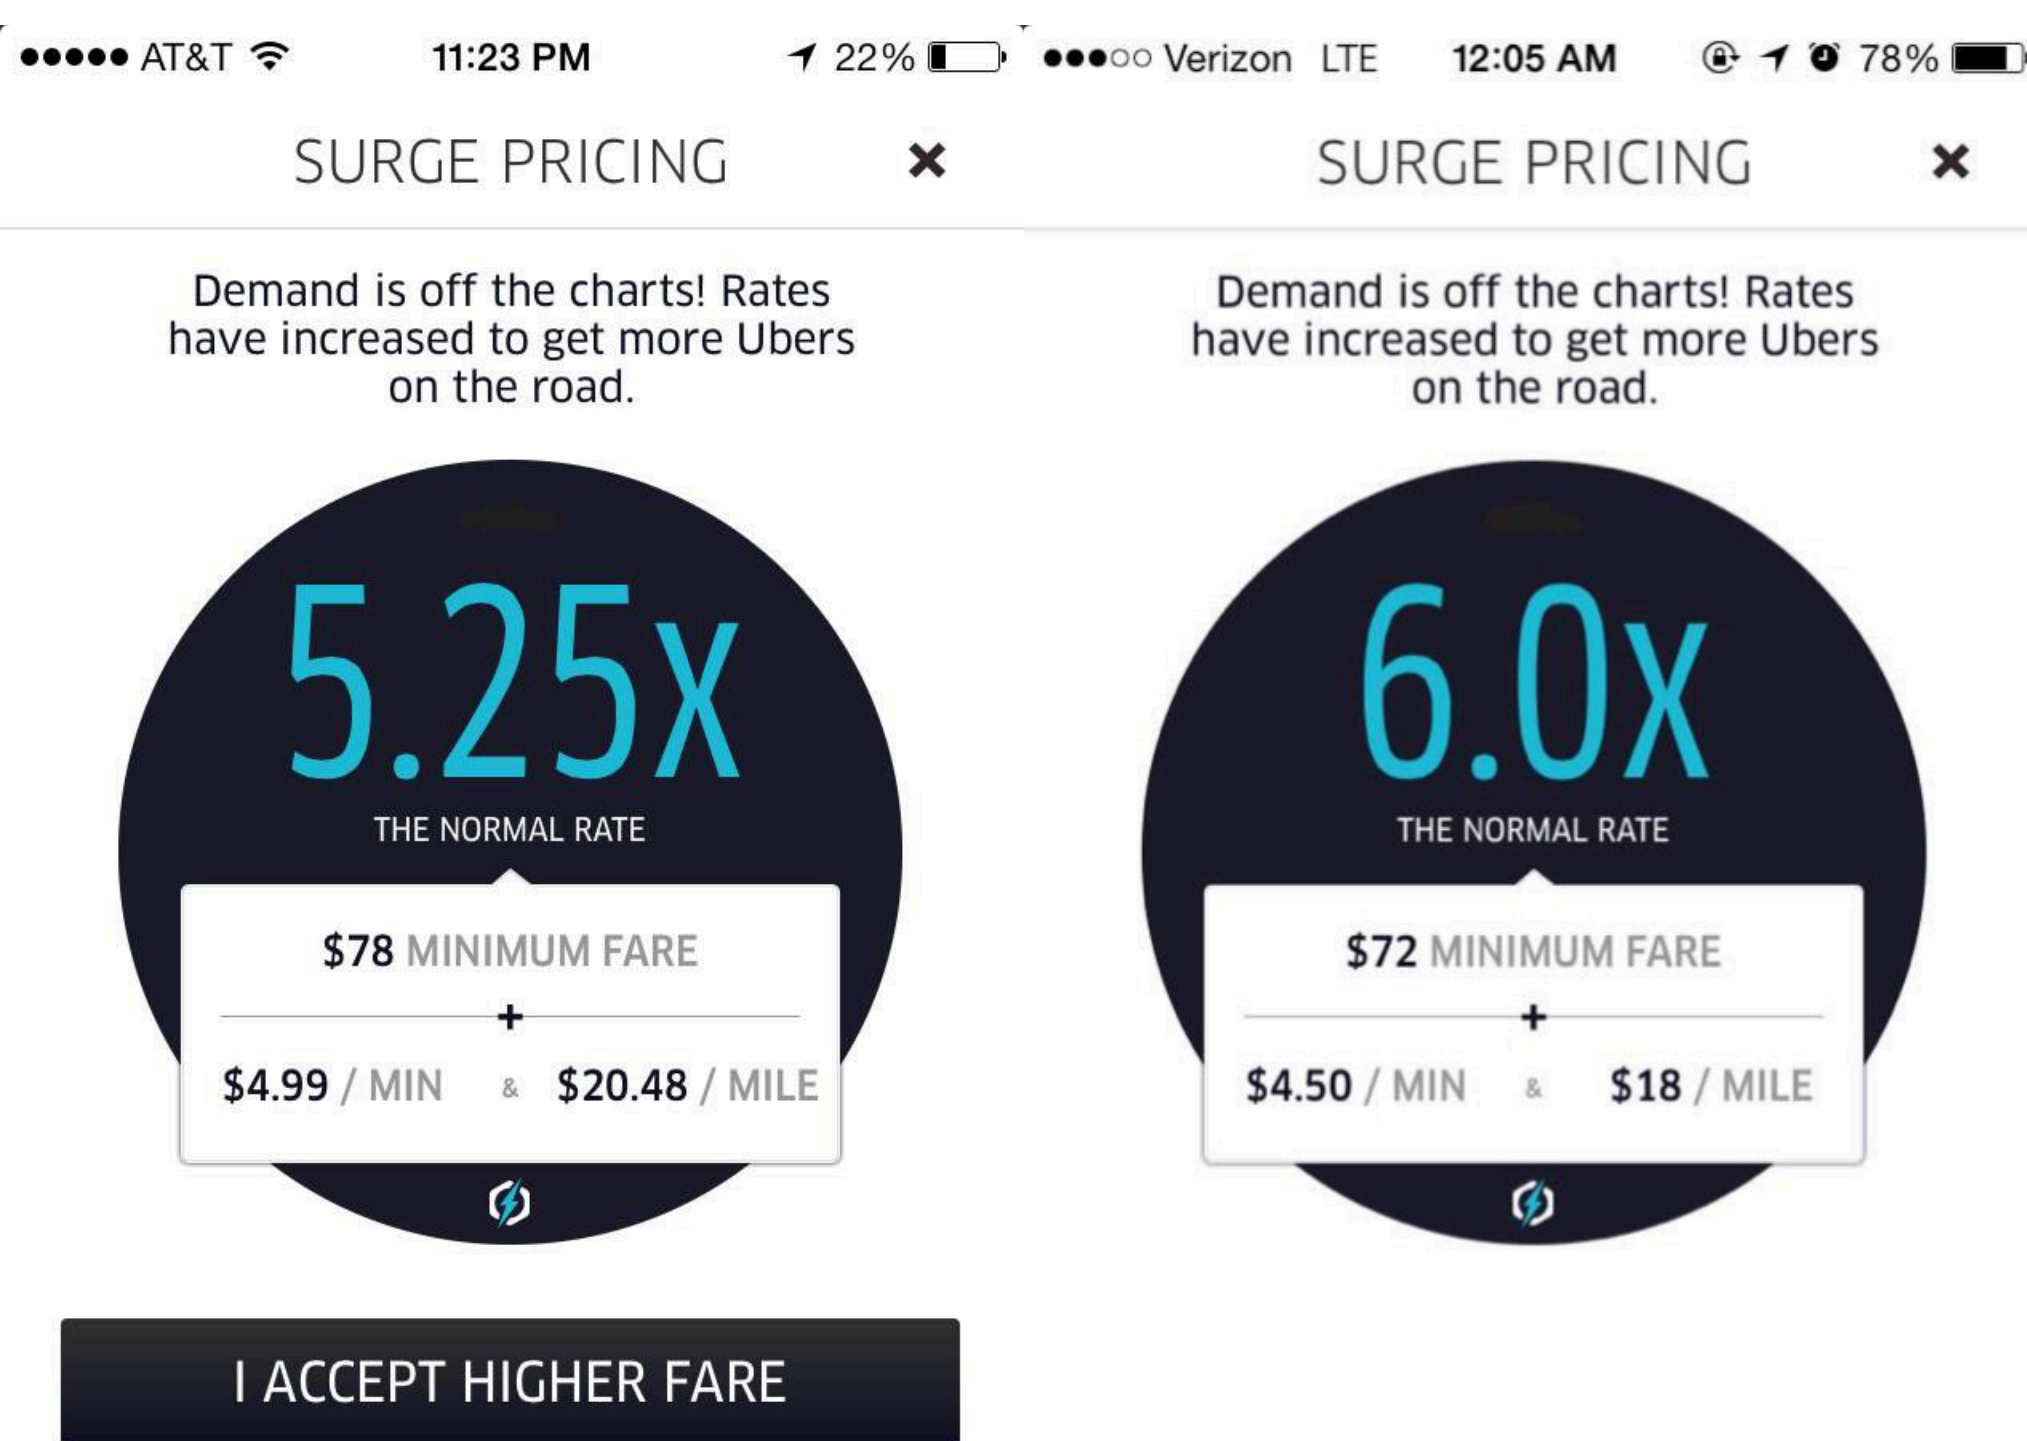 AT&T 11:23 PM 22%
SURGE PRICING ×
Demand is off the charts! Rates
have increased to get more Ubers
on the road.
5.25x
THE NORMAL RATE
$78 MINIMUM FARE
+
$4.99 / MIN & $20.48 / MILE
I ACCEPT HIGHER FARE
Verizon LTE 12:05 AM 78%
SURGE PRICING ×
Demand is off the charts! Rates
have increased to get more Ubers
on the road.
6.0x
THE NORMAL RATE
$72 MINIMUM FARE
+
$4.50 / MIN & $18 / MILE